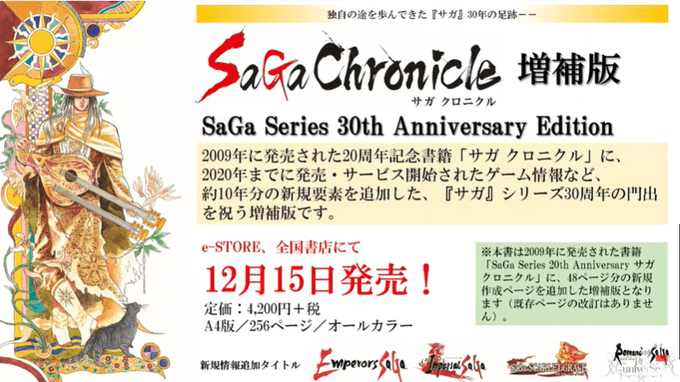 独自の途を歩んできた『サガ』30年の足跡――
SaGa Chronicle 増補版
サガ クロニクル
SaGa Series 30th Anniversary Edition
2009年に発売された20周年記念書籍「サガ クロニクル」に、
2020年までに発売・サービス開始されたゲーム情報など、
約10年分の新規要素を追加した、『サガ』シリーズ30周年の門出
を祝う増補版です。
e-STORE、全国書店にて
12月15日発売！
定価：4,200円＋税
A4版／256ページ／オールカラー
※本書は2009年に発売された書籍
「SaGa Series 20th Anniversary サガ
クロニクル」に、48ページ分の新規
作成ページを追加した増補版となり
ます（既存ページの改訂はありませ
ん）。
新規情報追加タイトル
Emperors SaGa
Imperial SaGa
SaGa SCARLET GRACE
Romancing SaGa
Re;univerSe